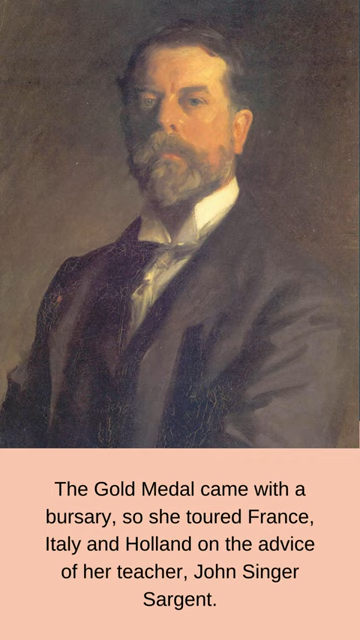 The Gold Medal came with a
bursary, so she toured France,
Italy and Holland on the advice
of her teacher, John Singer
Sargent.